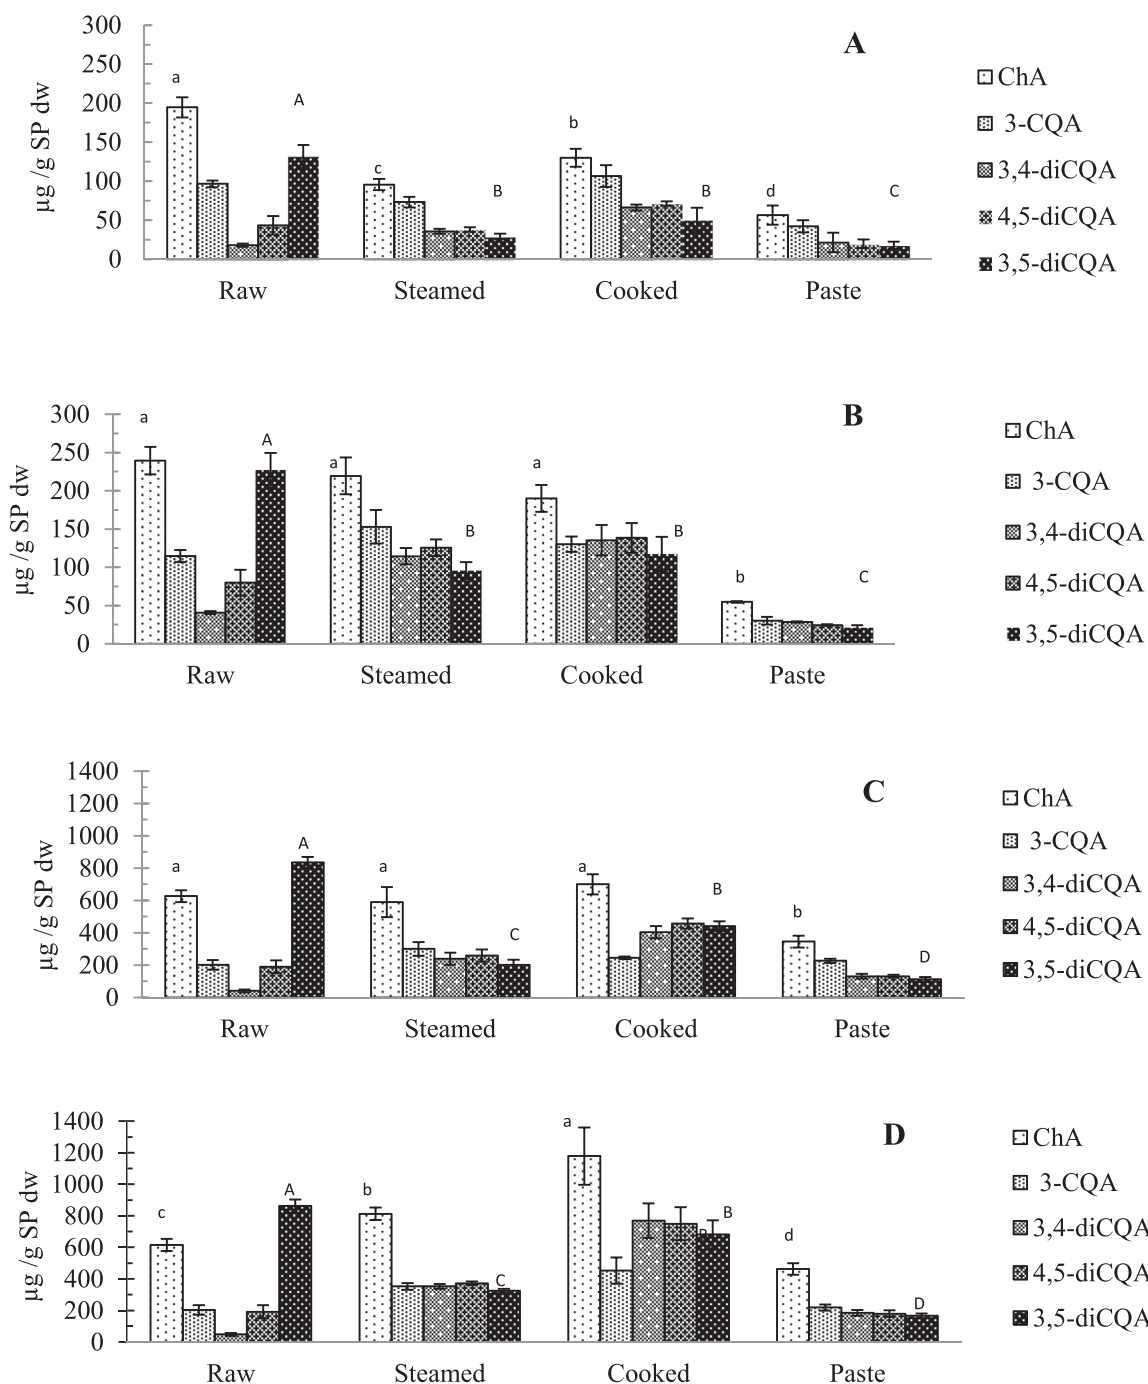 A
300
250
200
150
100
50
0
µg /g SP dw
a
A
c
B
b
B
d
C
Raw Steamed Cooked Paste
ChA
3-CQA
3,4-diCQA
4,5-diCQA
3,5-diCQA
B
300
250
200
150
100
50
0
µg /g SP dw
a
A
a
B
a
B
b
C
Raw Steamed Cooked Paste
ChA
3-CQA
3,4-diCQA
4,5-diCQA
3,5-diCQA
C
1400
1200
1000
800
600
400
200
0
µg /g SP dw
a
A
a
C
a
B
b
D
Raw Steamed Cooked Paste
ChA
3-CQA
3,4-diCQA
4,5-diCQA
3,5-diCQA
D
1400
1200
1000
800
600
400
200
0
µg /g SP dw
c
A
b
C
a
B
d
D
Raw Steamed Cooked Paste
ChA
3-CQA
3,4-diCQA
4,5-diCQA
3,5-diCQA